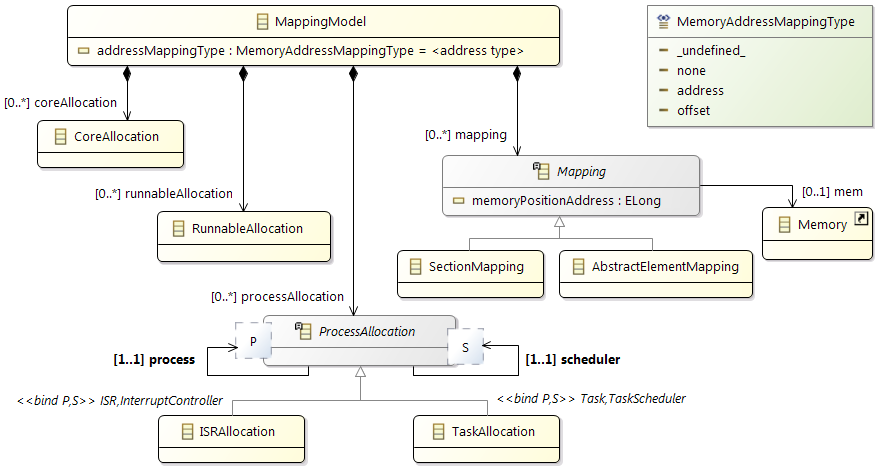 MappingModel
addressMappingType : MemoryAddressMappingType = <address type>
MemoryAddressMappingType
_undefined_
none
address
offset
[0..*] coreAllocation
CoreAllocation
[0..*] mapping
Mapping
memoryPositionAddress : ELong
[0..*] runnableAllocation
[0..1] mem
RunnableAllocation
Memory
SectionMapping
AbstractElementMapping
[0..*] processAllocation
ProcessAllocation
P
S
[1..1] process
[1..1] scheduler
<<bind P,S>> ISR,InterruptController
<<bind P,S>> Task,TaskScheduler
ISRAllocation
TaskAllocation